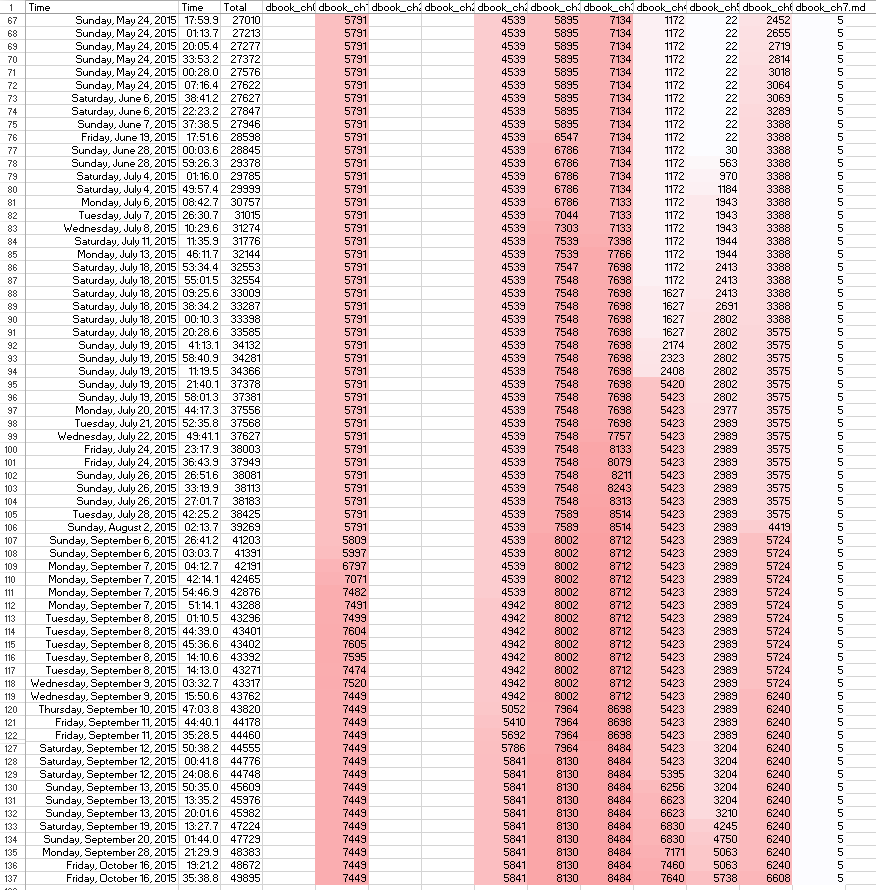 1 Time Time Total dbook_ch0 dbook_ch1 dbook_ch2 dbook_ch2 dbook_ch2 dbook_ch3 dbook_ch3 dbook_ch4 dbook_ch5 dbook_ch6 dbook_ch7.md
67 Sunday, May 24, 2015 17:59.9 27010 5791 4539 5895 7134 1172 22 2452 5
68 Sunday, May 24, 2015 01:13.7 27213 5791 4539 5895 7134 1172 22 2655 5
69 Sunday, May 24, 2015 20:05.4 27277 5791 4539 5895 7134 1172 22 2719 5
70 Sunday, May 24, 2015 33:53.2 27372 5791 4539 5895 7134 1172 22 2814 5
71 Sunday, May 24, 2015 00:28.0 27576 5791 4539 5895 7134 1172 22 3018 5
72 Sunday, May 24, 2015 07:16.4 27622 5791 4539 5895 7134 1172 22 3064 5
73 Saturday, June 6, 2015 38:41.2 27627 5791 4539 5895 7134 1172 22 3069 5
74 Saturday, June 6, 2015 22:23.2 27847 5791 4539 5895 7134 1172 22 3289 5
75 Sunday, June 7, 2015 37:38.5 27946 5791 4539 5895 7134 1172 22 3388 5
76 Friday, June 19, 2015 17:51.6 28598 5791 4539 6547 7134 1172 22 3388 5
77 Sunday, June 28, 2015 00:03.6 28845 5791 4539 6786 7134 1172 30 3388 5
78 Sunday, June 28, 2015 59:26.3 29378 5791 4539 6786 7134 1172 563 3388 5
79 Saturday, July 4, 2015 01:16.0 29785 5791 4539 6786 7134 1172 970 3388 5
80 Saturday, July 4, 2015 49:57.4 29999 5791 4539 6786 7134 1172 1184 3388 5
81 Monday, July 6, 2015 08:42.7 30757 5791 4539 6786 7133 1172 1943 3388 5
82 Tuesday, July 7, 2015 26:30.7 31015 5791 4539 7044 7133 1172 1943 3388 5
83 Wednesday, July 8, 2015 10:29.6 31274 5791 4539 7303 7133 1172 1943 3388 5
84 Saturday, July 11, 2015 11:35.9 31776 5791 4539 7539 7398 1172 1944 3388 5
85 Monday, July 13, 2015 46:11.7 32144 5791 4539 7539 7766 1172 1944 3388 5
86 Saturday, July 18, 2015 53:34.4 32553 5791 4539 7547 7698 1172 2413 3388 5
87 Saturday, July 18, 2015 55:01.5 32554 5791 4539 7548 7698 1172 2413 3388 5
88 Saturday, July 18, 2015 09:25.6 33009 5791 4539 7548 7698 1627 2413 3388 5
89 Saturday, July 18, 2015 38:34.2 33287 5791 4539 7548 7698 1627 2691 3388 5
90 Saturday, July 18, 2015 00:10.3 33398 5791 4539 7548 7698 1627 2802 3388 5
91 Saturday, July 18, 2015 20:28.6 33585 5791 4539 7548 7698 1627 2802 3575 5
92 Sunday, July 19, 2015 41:13.1 34132 5791 4539 7548 7698 2174 2802 3575 5
93 Sunday, July 19, 2015 58:40.9 34281 5791 4539 7548 7698 2323 2802 3575 5
94 Sunday, July 19, 2015 11:19.5 34366 5791 4539 7548 7698 2408 2802 3575 5
95 Sunday, July 19, 2015 21:40.1 37378 5791 4539 7548 7698 5420 2802 3575 5
96 Sunday, July 19, 2015 58:01.3 37381 5791 4539 7548 7698 5423 2802 3575 5
97 Monday, July 20, 2015 44:17.3 37556 5791 4539 7548 7698 5423 2977 3575 5
98 Tuesday, July 21, 2015 52:35.8 37568 5791 4539 7548 7698 5423 2989 3575 5
99 Wednesday, July 22, 2015 49:41.1 37627 5791 4539 7548 7757 5423 2989 3575 5
100 Friday, July 24, 2015 23:17.9 38003 5791 4539 7548 8133 5423 2989 3575 5
101 Friday, July 24, 2015 36:43.9 37949 5791 4539 7548 8079 5423 2989 3575 5
102 Sunday, July 26, 2015 26:51.6 38081 5791 4539 7548 8211 5423 2989 3575 5
103 Sunday, July 26, 2015 33:19.9 38113 5791 4539 7548 8243 5423 2989 3575 5
104 Sunday, July 26, 2015 27:01.7 38183 5791 4539 7548 8313 5423 2989 3575 5
105 Tuesday, July 28, 2015 42:25.2 38425 5791 4539 7589 8514 5423 2989 3575 5
106 Sunday, August 2, 2015 02:13.7 39269 5791 4539 7589 8514 5423 2989 4419 5
107 Sunday, September 6, 2015 26:41.2 41203 5809 4539 8002 8712 5423 2989 5724 5
108 Sunday, September 6, 2015 03:03.7 41391 5997 4539 8002 8712 5423 2989 5724 5
109 Monday, September 7, 2015 04:12.7 42191 6797 4539 8002 8712 5423 2989 5724 5
110 Monday, September 7, 2015 42:14.1 42465 7071 4539 8002 8712 5423 2989 5724 5
111 Monday, September 7, 2015 54:46.9 42876 7482 4539 8002 8712 5423 2989 5724 5
112 Monday, September 7, 2015 51:14.1 43288 7491 4942 8002 8712 5423 2989 5724 5
113 Tuesday, September 8, 2015 01:10.5 43296 7499 4942 8002 8712 5423 2989 5724 5
114 Tuesday, September 8, 2015 44:39.0 43401 7604 4942 8002 8712 5423 2989 5724 5
115 Tuesday, September 8, 2015 45:36.6 43402 7605 4942 8002 8712 5423 2989 5724 5
116 Tuesday, September 8, 2015 14:10.6 43392 7595 4942 8002 8712 5423 2989 5724 5
117 Tuesday, September 8, 2015 14:13.0 43271 7474 4942 8002 8712 5423 2989 5724 5
118 Wednesday, September 9, 2015 03:32.7 43317 7520 4942 8002 8712 5423 2989 5724 5
119 Wednesday, September 9, 2015 15:50.6 43762 7449 4942 8002 8712 5423 2989 6240 5
120 Thursday, September 10, 2015 47:03.8 43820 7449 5052 7964 8698 5423 2989 6240 5
121 Friday, September 11, 2015 44:40.1 44178 7449 5410 7964 8698 5423 2989 6240 5
122 Friday, September 11, 2015 35:28.5 44460 7449 5692 7964 8698 5423 2989 6240 5
127 Saturday, September 12, 2015 50:38.2 44555 7449 5786 7964 8484 5423 3204 6240 5
128 Saturday, September 12, 2015 00:41.8 44776 7449 5841 8130 8484 5423 3204 6240 5
129 Saturday, September 12, 2015 24:08.6 44748 7449 5841 8130 8484 5395 3204 6240 5
130 Sunday, September 13, 2015 50:35.0 45609 7449 5841 8130 8484 6256 3204 6240 5
131 Sunday, September 13, 2015 13:35.2 45976 7449 5841 8130 8484 6623 3204 6240 5
132 Sunday, September 13, 2015 20:01.6 45982 7449 5841 8130 8484 6623 3210 6240 5
133 Saturday, September 19, 2015 13:27.7 47224 7449 5841 8130 8484 6830 4245 6240 5
134 Sunday, September 20, 2015 01:44.0 47729 7449 5841 8130 8484 6830 4750 6240 5
135 Monday, September 28, 2015 21:29.9 48383 7449 5841 8130 8484 7171 5063 6240 5
136 Friday, October 16, 2015 19:21.2 48672 7449 5841 8130 8484 7460 5063 6240 5
137 Friday, October 16, 2015 35:38.8 49895 7449 5841 8130 8484 7640 5738 6608 5